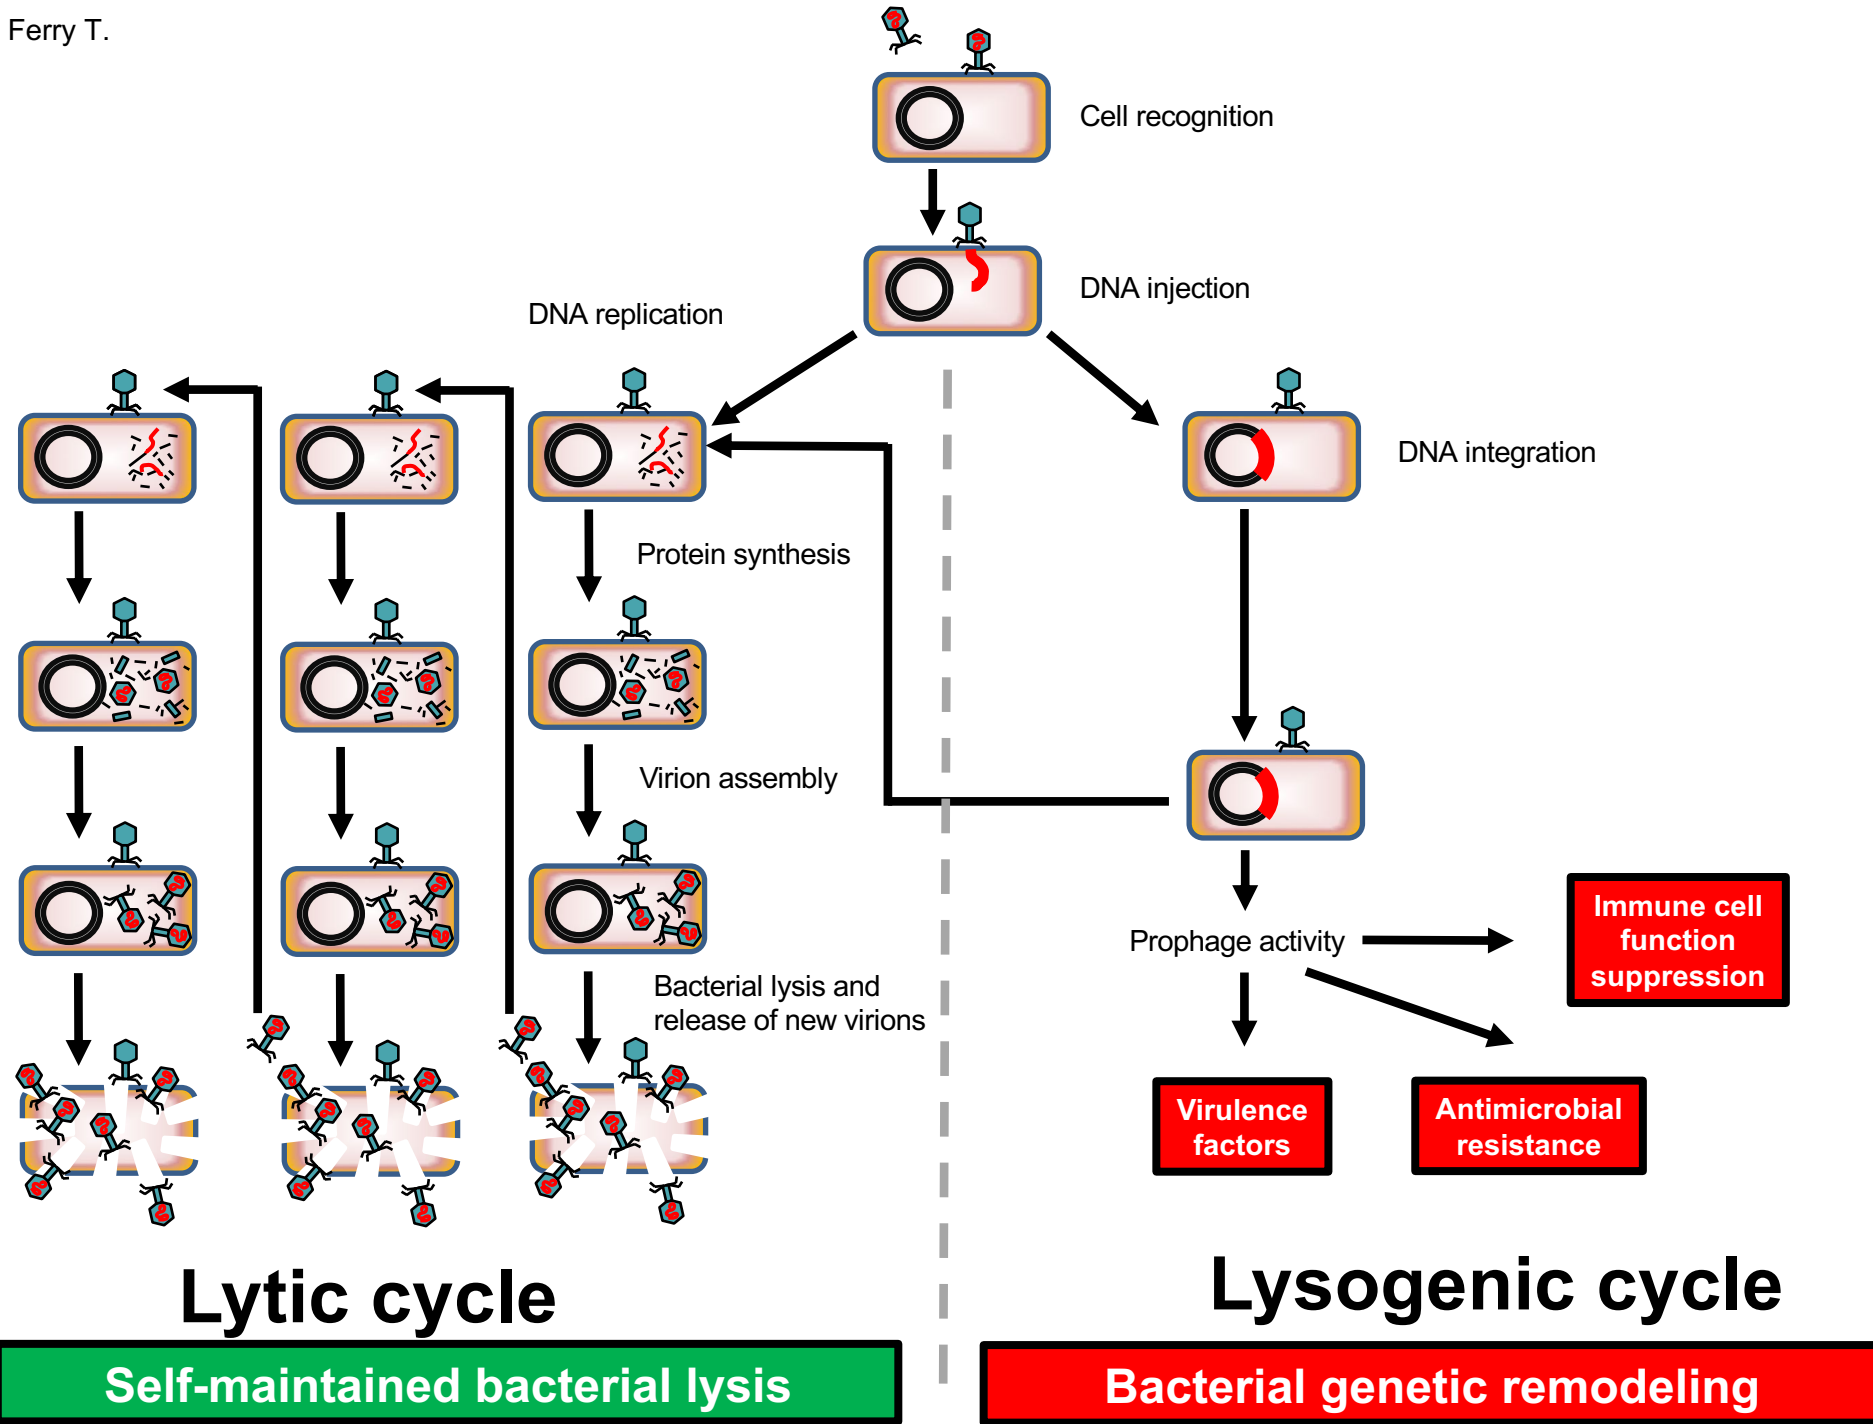 Ferry T.
Cell recognition
DNA injection
DNA replication
DNA integration
Protein synthesis
Virion assembly
Bacterial lysis and
release of new virions
Prophage activity
Immune cell
function
suppression
Virulence
factors
Antimicrobial
resistance
Lytic cycle
Lysogenic cycle
Self-maintained bacterial lysis
Bacterial genetic remodeling